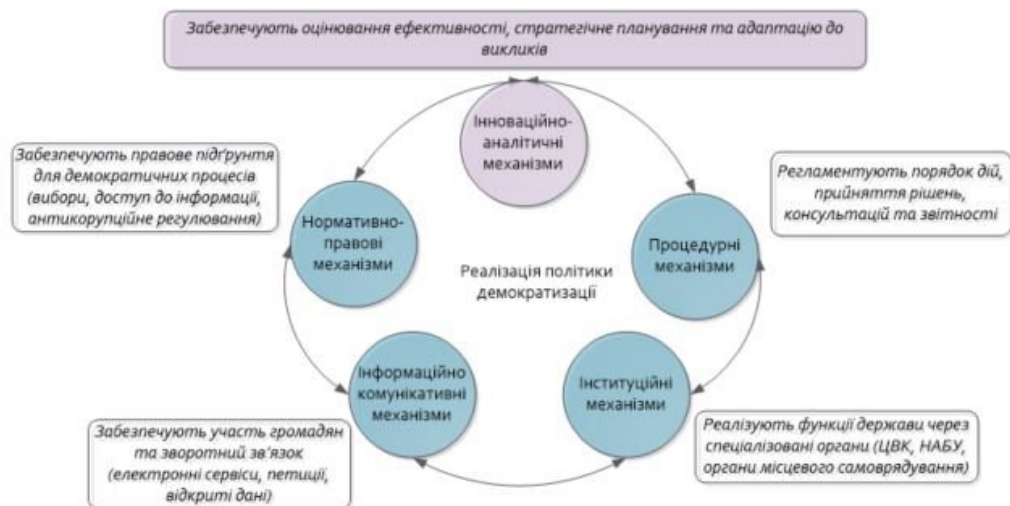 Забезпечують оцінювання ефективності, стратегічне планування та адаптацію до
викликів
Інноваційно-
аналітичні
механізми
Забезпечують правове підґрунтя
для демократичних процесів
(вибори, доступ до інформації,
антикорупційне регулювання)
Регламентують порядок дій,
прийняття рішень,
консультацій та звітності
Нормативно-
правові
механізми
Процедурні
механізми
Реалізація політики
демократизації
Інформаційно
комунікативні
механізми
Інституційні
механізми
Забезпечують участь громадян
та зворотний зв'язок
(електронні сервіси, петиції,
відкриті дані)
Реалізують функції держави через
спеціалізовані органи (ЦВК, НАБУ,
органи місцевого самоврядування)